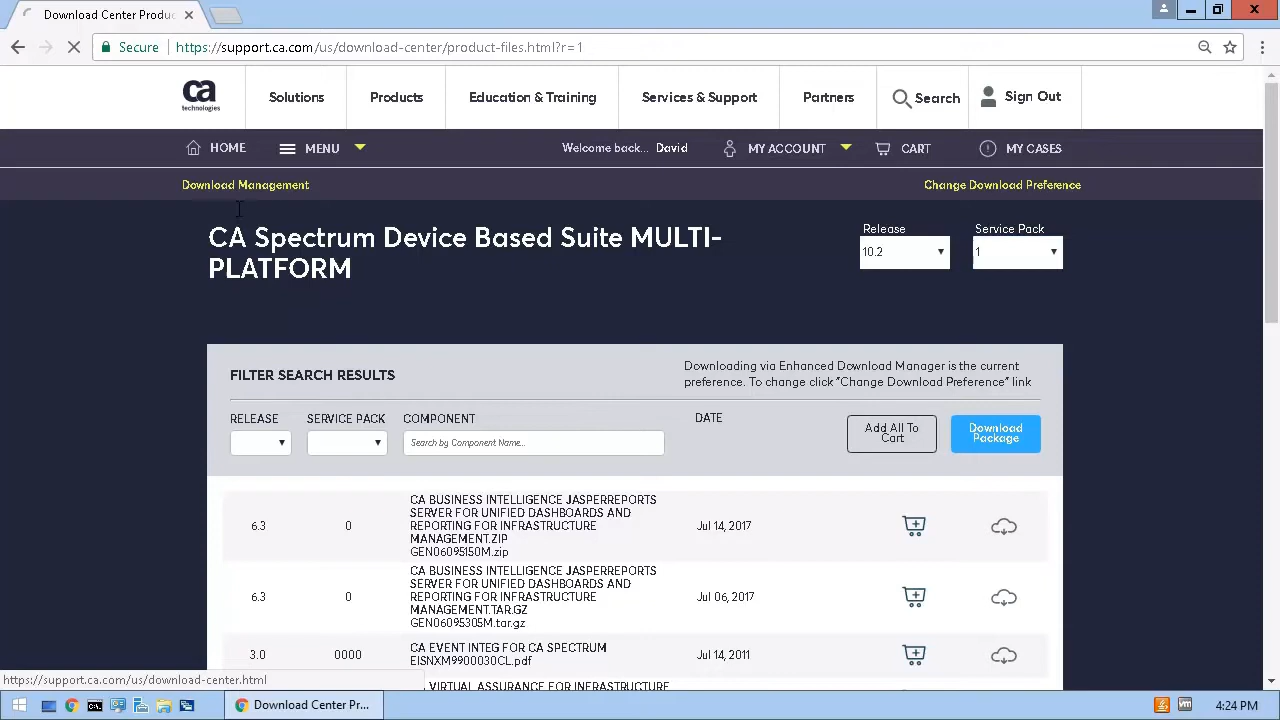 Download Center Produc
Secure
https://support.ca.com/us/download-center/product-files.html?r=1
ca
technologies
Solutions
Products
Education & Training
Services & Support
Partners
Search
Sign Out
HOME
MENU
Welcome back... David
MY ACCOUNT
CART
MY CASES
Download Management
Change Download Preference
CA Spectrum Device Based Suite MULTI-
PLATFORM
Release
10.2
Service Pack
1
FILTER SEARCH RESULTS
Downloading via Enhanced Download Manager is the current
preference. To change click "Change Download Preference" link
RELEASE
SERVICE PACK
COMPONENT
Search by Component Name...
DATE
Add All To
Cart
Download
Package
6.3
0
CA BUSINESS INTELLIGENCE JASPERREPORTS
SERVER FOR UNIFIED DASHBOARDS AND
REPORTING FOR INFRASTRUCTURE
MANAGEMENT.ZIP
GEN06095150M.zip
Jul 14, 2017
6.3
0
CA BUSINESS INTELLIGENCE JASPERREPORTS
SERVER FOR UNIFIED DASHBOARDS AND
REPORTING FOR INFRASTRUCTURE
MANAGEMENT.TAR.GZ
GEN06095305M.tar.gz
Jul 06, 2017
3.0
0000
CA EVENT INTEG FOR CA SPECTRUM
EISNXM9900030CL.pdf
Jul 14, 2011
VIRTUAL ASSURANCE FOR INFRASTRUCTURE
https://support.ca.com/us/download-center.html
Download Center Pr...
4:24 PM